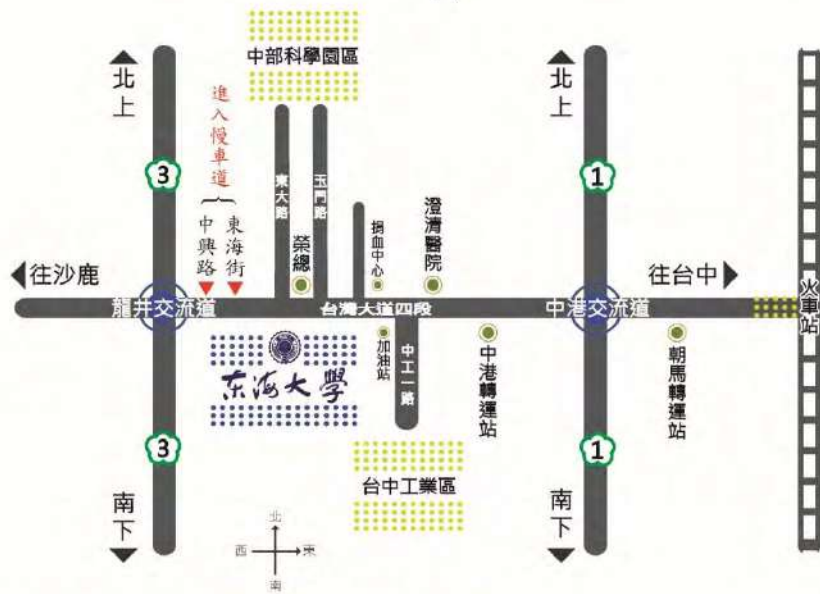 中部科學園區
北上
北上
進入慢車道
3
1
東大路
玉門路
中興路
東海街
榮總
捐血中心
澄清醫院
往沙鹿
往台中
龍井交流道
台灣大道四段
中港交流道
火車站
东海大學
加油站
中工一路
中港轉運站
朝馬轉運站
3
1
台中工業區
南下
南下
北
西
東
南